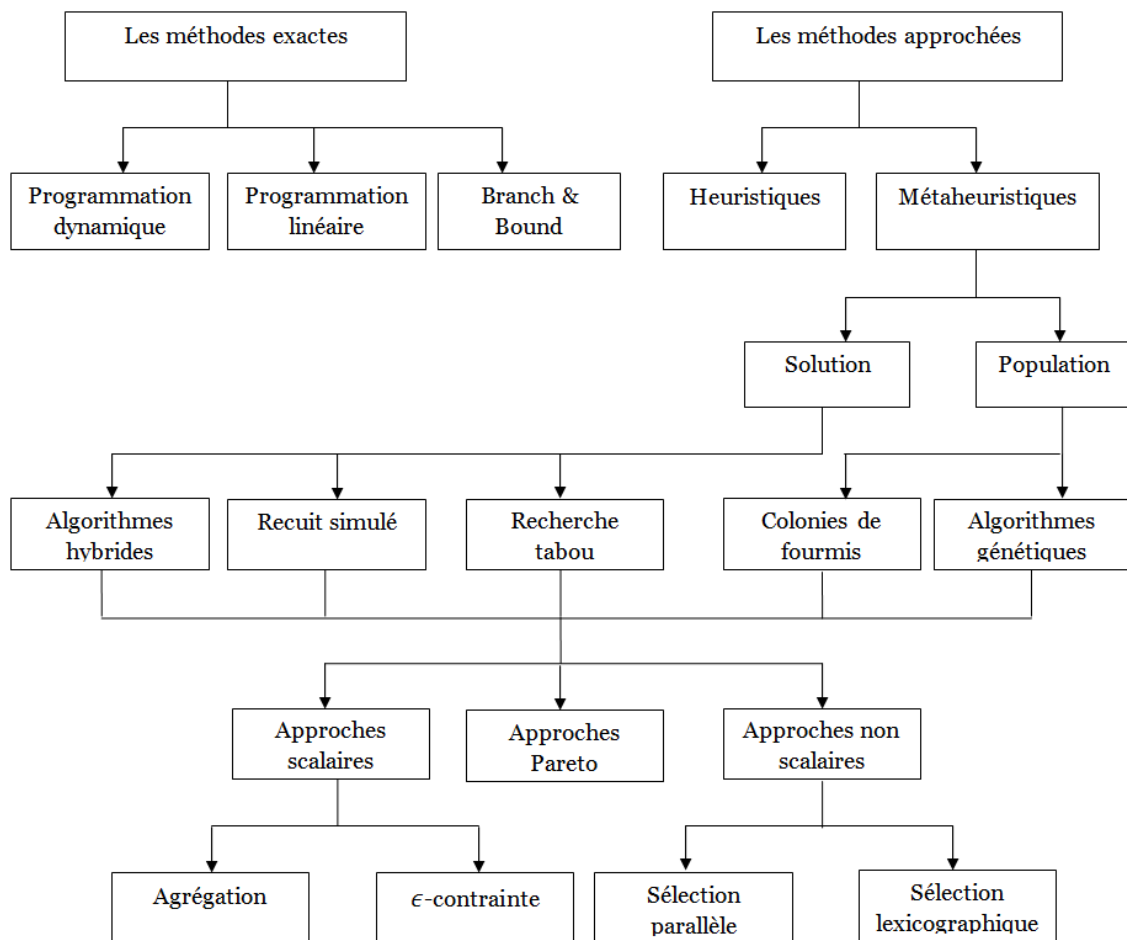 Les méthodes exactes
Les méthodes approchées
Programmation
dynamique
Programmation
linéaire
Branch &
Bound
Heuristiques
Métaheuristiques
Solution
Population
Algorithmes
hybrides
Recuit simulé
Recherche
tabou
Colonies de
fourmis
Algorithmes
génétiques
Approches
scalaires
Approches
Pareto
Approches non
scalaires
Agrégation
ϵ-contrainte
Sélection
parallèle
Sélection
lexicographique